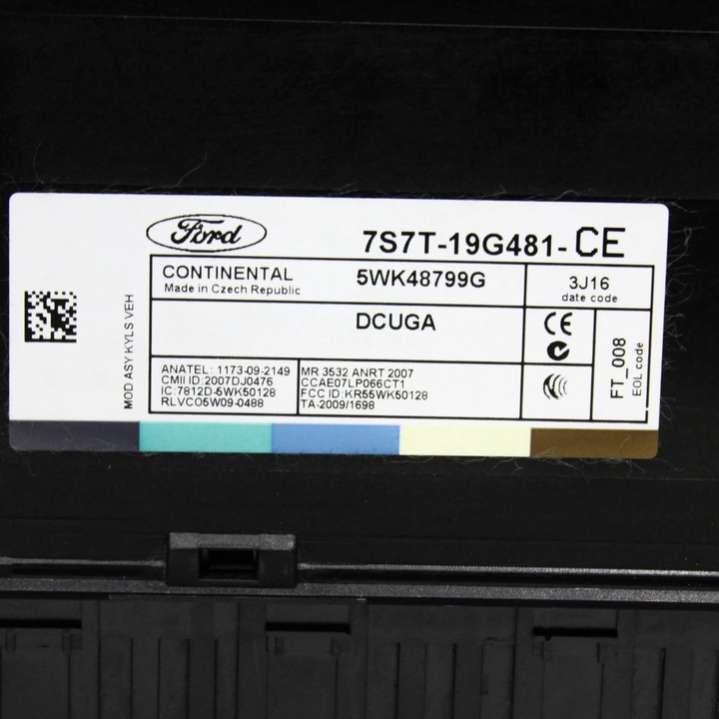 Ford
7S7T-19G481-CE
MOD ASY KYLS VEH
CONTINENTAL
Made in Czech Republic
5WK48799G
3J16
date code
DCUGA
CE
FT_008
EOL code
ANATEL: 1173-09-2149
CMII ID: 2007DJ0476
IC: 7812D-5WK50128
RLVCO5W09-0488
MR 3532 ANRT 2007
CCAE07LP066CT1
FCC ID: KR55WK50128
TA-2009/1698